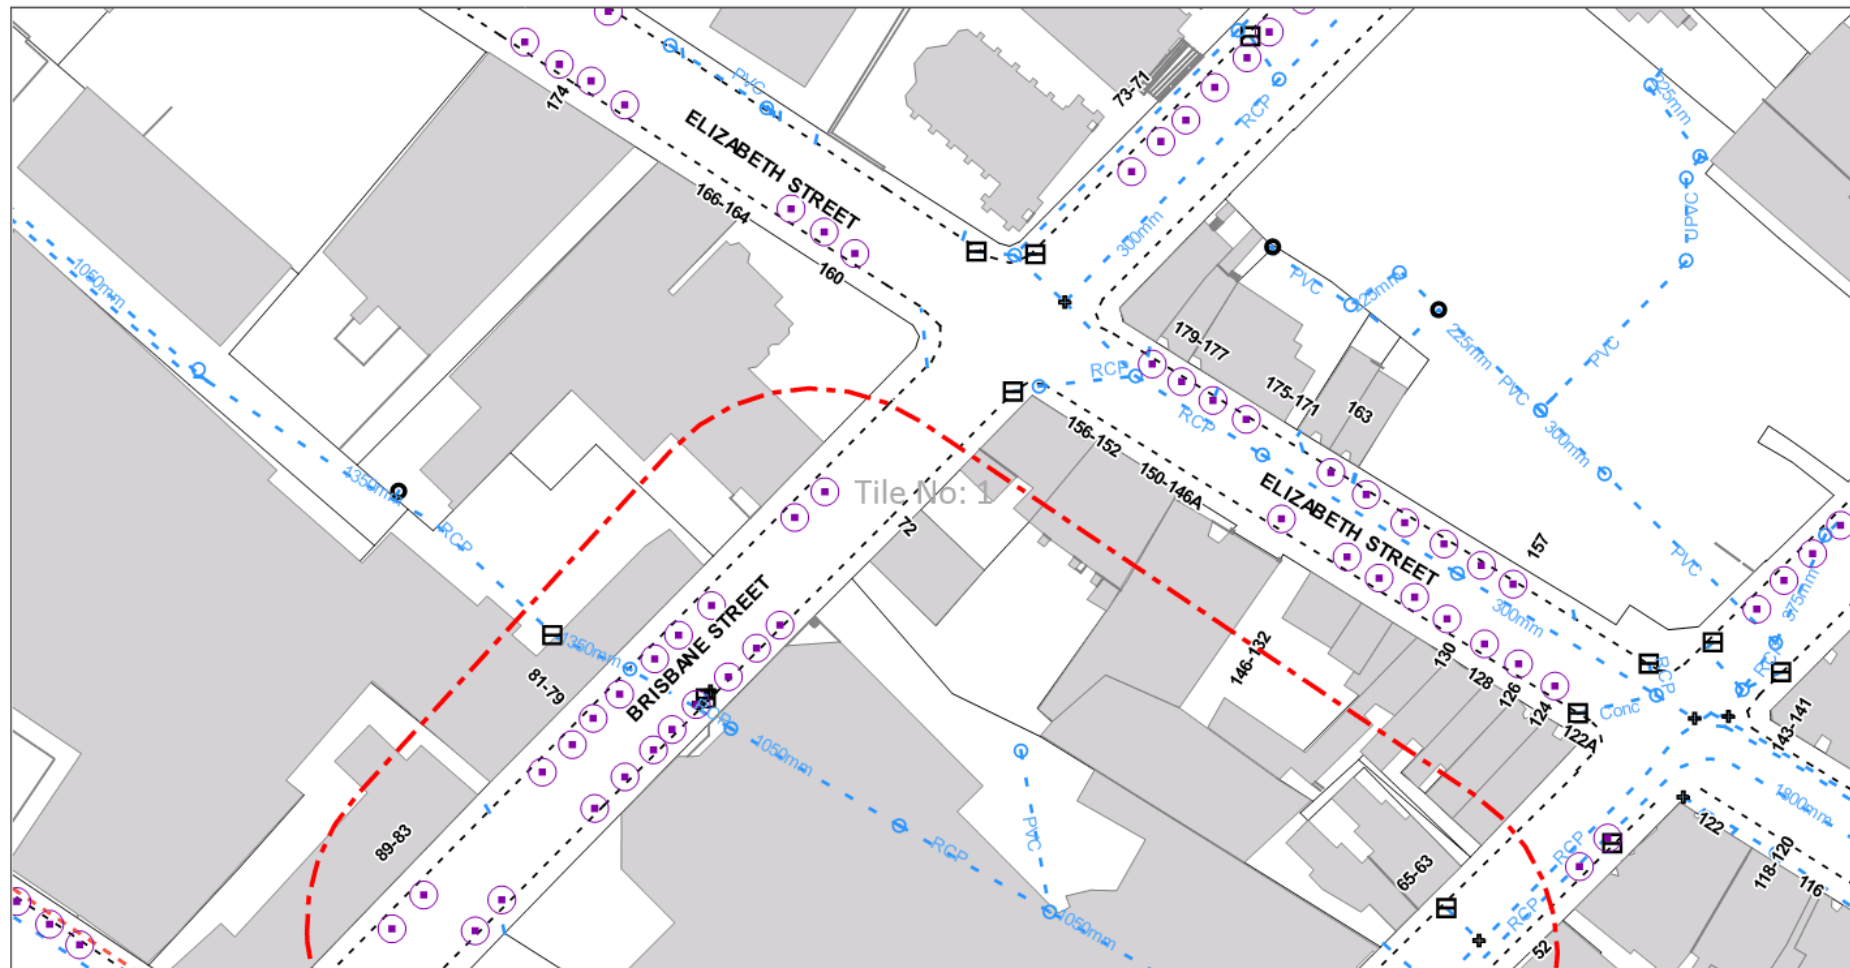 PVC
174
ELIZABETH STREET
73-71
RCP
225mm
UPVC
166-164
160
300mm
1050mm
PVC
225mm
179-177
RCP
225mm
PVC
PVC
175-171
163
RCP
156-152
300mm
150-146A
1350mm
RCP
Tile No: 1
72
ELIZABETH STREET
157
PVC
375mm
300mm
1350mm
81-79
BRISBANE STREET
146-132
130
128
126
124
122A
RCP
RCP
Conc
143-141
RCP
1050mm
PVC
RCP
89-83
1800mm
122
118-120
116
RCP
65-63
RCP
1050mm
52